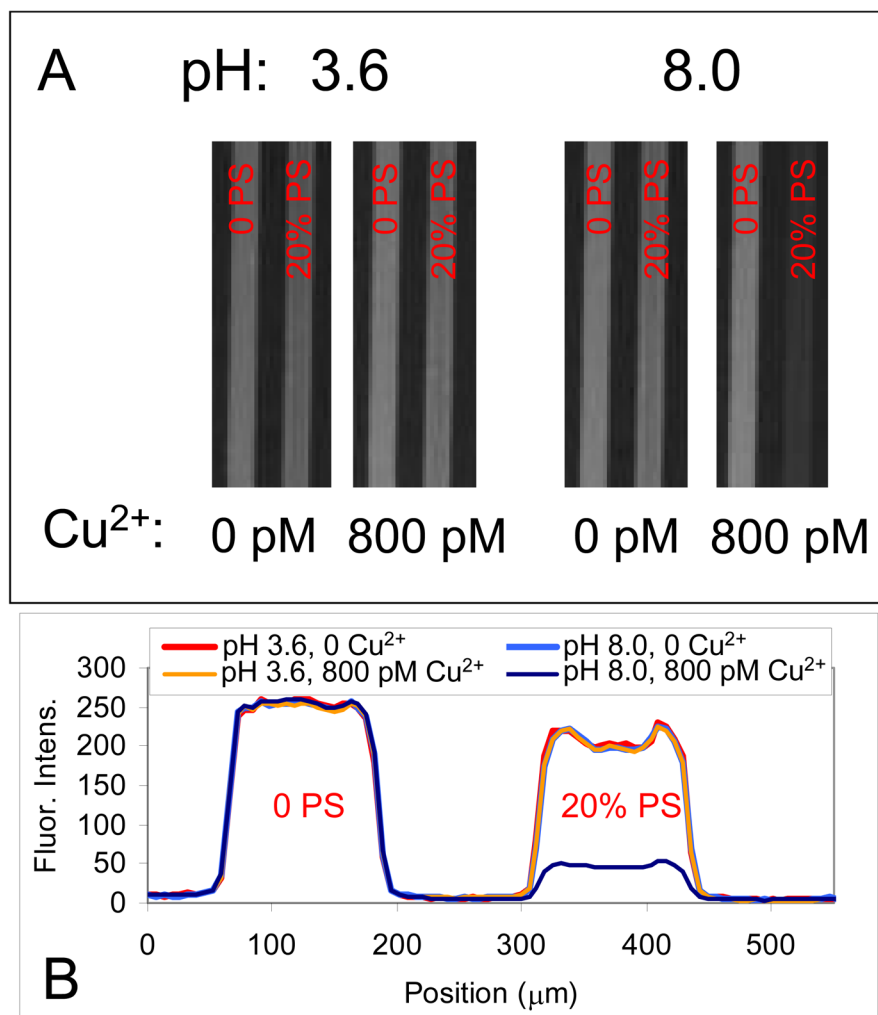 A pH: 3.6 8.0
0 PS 20% PS 0 PS 20% PS 0 PS 20% PS 0 PS 20% PS
Cu²⁺: 0 pM 800 pM 0 pM 800 pM
pH 3.6, 0 Cu²⁺ pH 8.0, 0 Cu²⁺
pH 3.6, 800 pM Cu²⁺ pH 8.0, 800 pM Cu²⁺
Fluor. Intens.
300
250
200
150
100
50
0
0 PS 20% PS
0 100 200 300 400 500
B Position (μm)